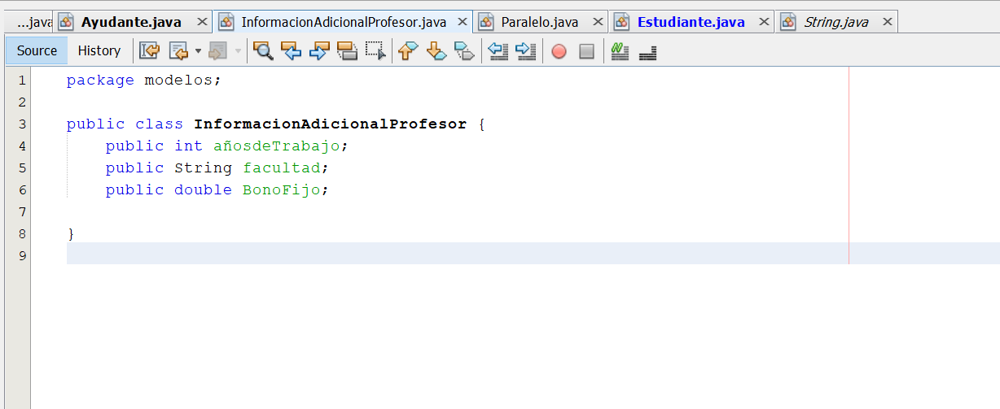 ...java Ayudante.java InformacionAdicionalProfesor.java Paralelo.java Estudiante.java String.java
Source History
1 package modelos;
2
3 public class InformacionAdicionalProfesor {
4 public int añosdeTrabajo;
5 public String facultad;
6 public double BonoFijo;
7
8 }
9